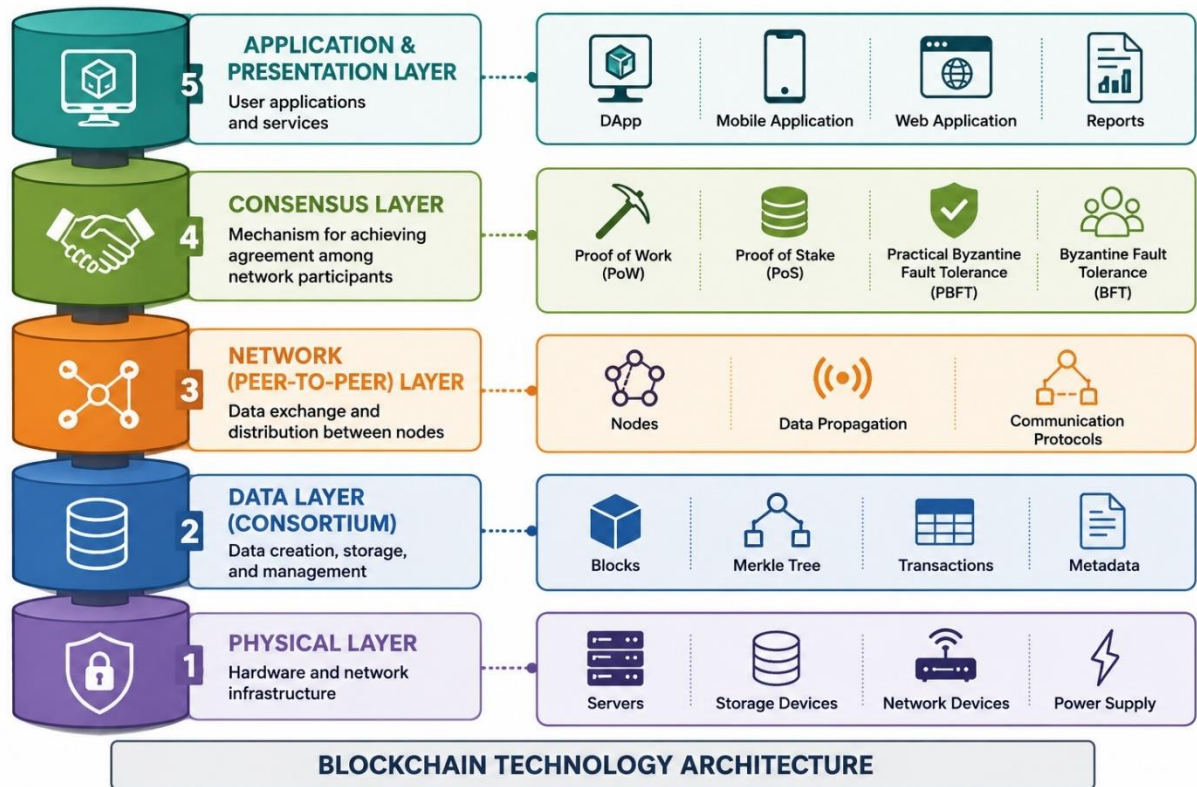 5
APPLICATION &
PRESENTATION LAYER
User applications
and services
DApp
Mobile Application
Web Application
Reports
4
CONSENSUS LAYER
Mechanism for achieving
agreement among
network participants
Proof of Work
(PoW)
Proof of Stake
(PoS)
Practical Byzantine
Fault Tolerance
(PBFT)
Byzantine Fault
Tolerance
(BFT)
3
NETWORK
(PEER-TO-PEER) LAYER
Data exchange and
distribution between nodes
Nodes
Data Propagation
Communication
Protocols
2
DATA LAYER
(CONSORTIUM)
Data creation, storage,
and management
Blocks
Merkle Tree
Transactions
Metadata
1
PHYSICAL LAYER
Hardware and network
infrastructure
Servers
Storage Devices
Network Devices
Power Supply
BLOCKCHAIN TECHNOLOGY ARCHITECTURE